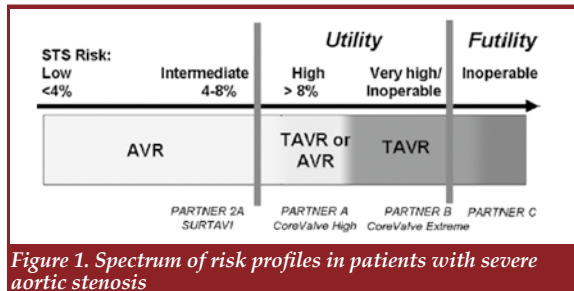 Utility Futility
STS Risk:
Low Intermediate High Very high/ Inoperable
<4% 4-8% > 8% Inoperable
AVR TAVR or AVR TAVR
PARTNER 2A PARTNER A PARTNER B PARTNER C
SURTAVI CoreValve High CoreValve Extreme
Figure 1. Spectrum of risk profiles in patients with severe
aortic stenosis